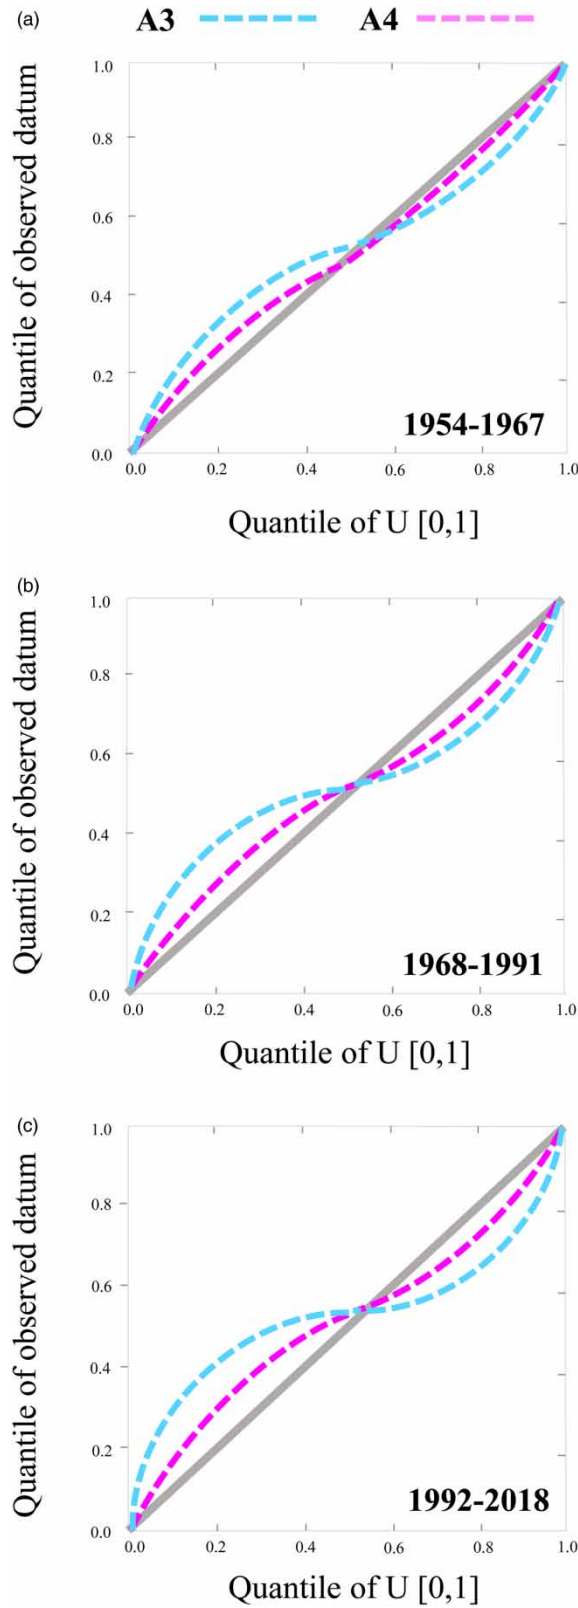 (a)
A3
A4
Quantile of observed datum
1.0
0.8
0.6
0.4
0.2
0.0
1954-1967
0.0 0.2 0.4 0.6 0.8 1.0
Quantile of U [0,1]
(b)
Quantile of observed datum
1.0
0.8
0.6
0.4
0.2
0.0
1968-1991
0.0 0.2 0.4 0.6 0.8 1.0
Quantile of U [0,1]
(c)
Quantile of observed datum
1.0
0.8
0.6
0.4
0.2
0.0
1992-2018
0.0 0.2 0.4 0.6 0.8 1.0
Quantile of U [0,1]